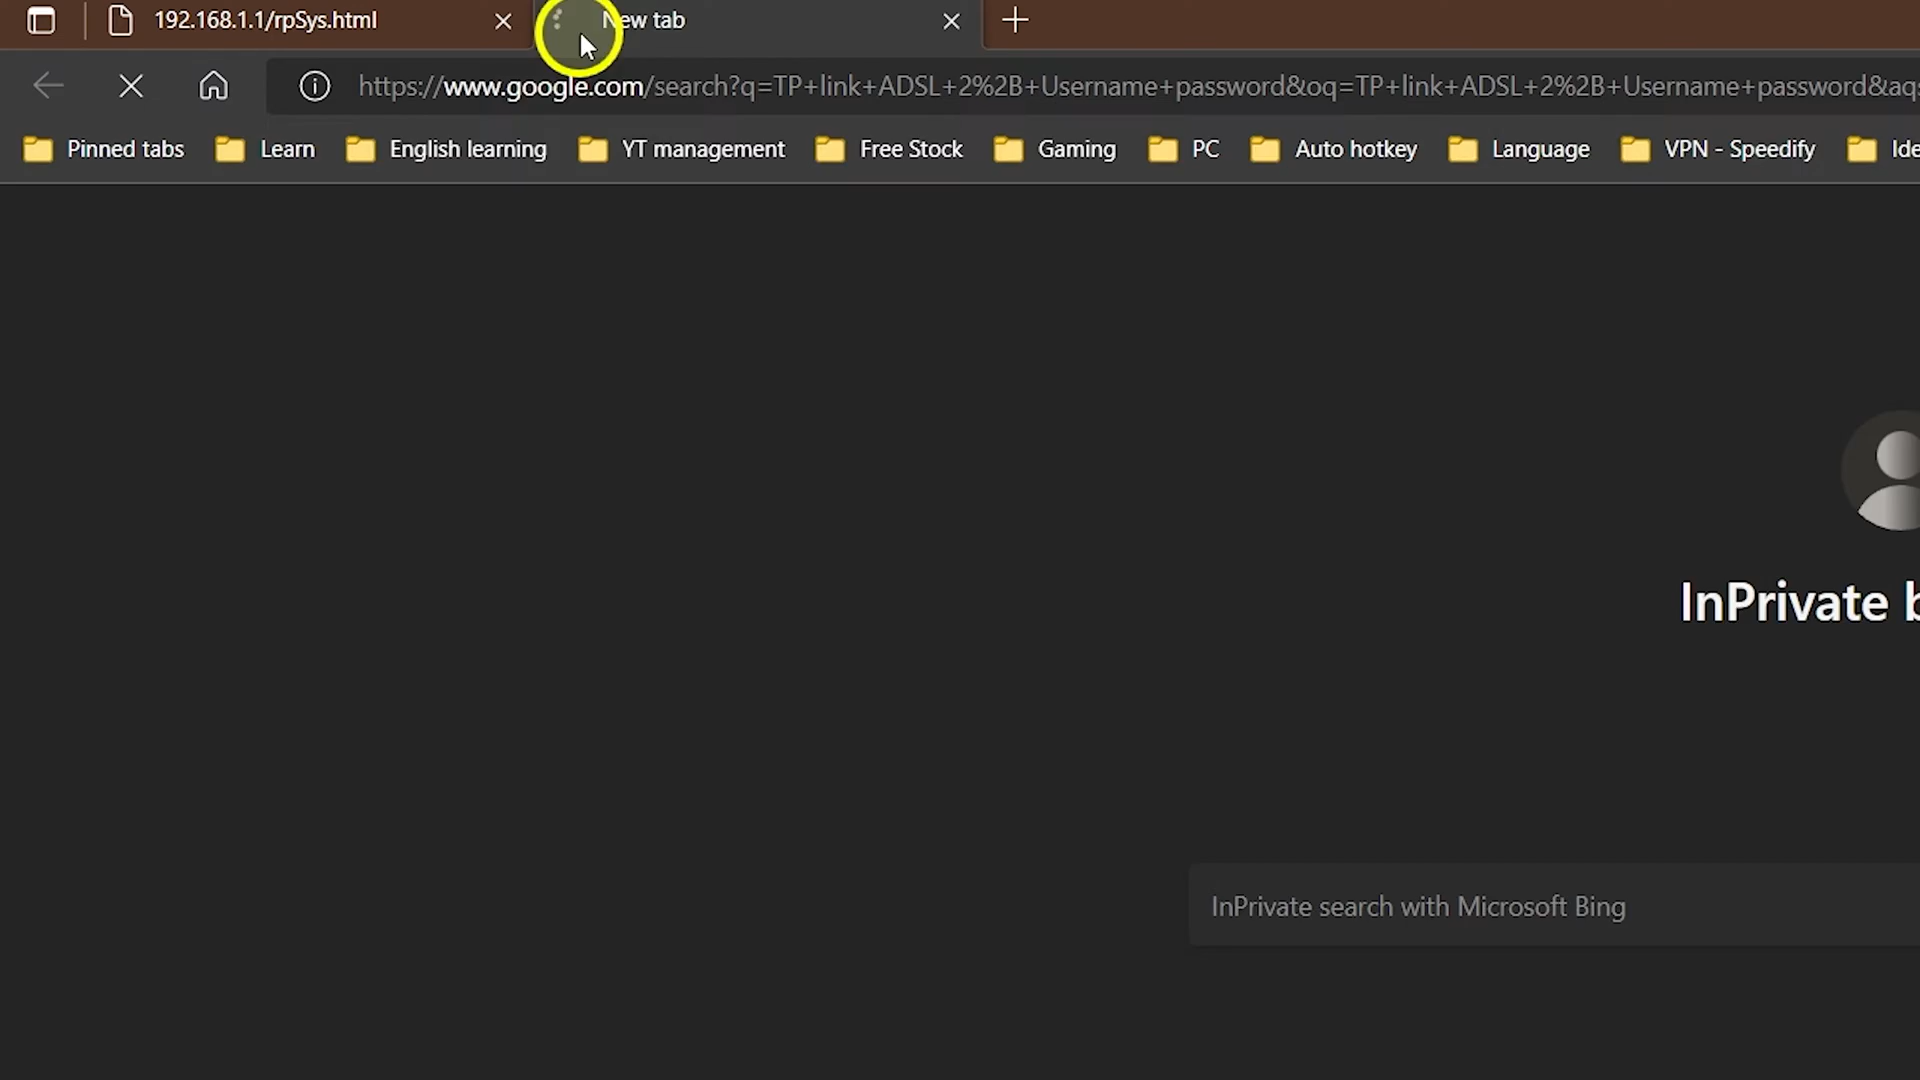 192.168.1.1/rpSys.html
New tab
https://www.google.com/search?q=TP+link+ADSL+2%2B+Username+password&oq=TP+link+ADSL+2%2B+Username+password&aqs
Pinned tabs Learn English learning YT management Free Stock Gaming PC Auto hotkey Language VPN - Speedify Ide
InPrivate b
InPrivate search with Microsoft Bing